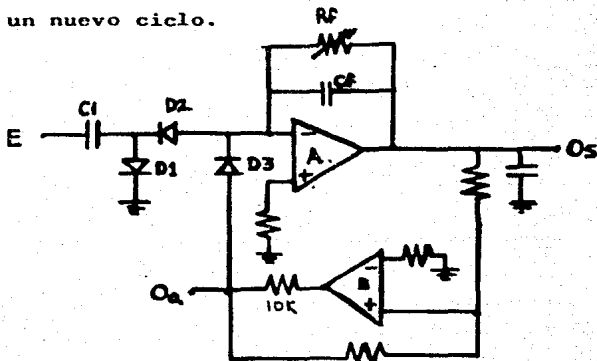 un nuevo ciclo.
Rf
Cf
C1
D2
E
D1
D3
A
Os
B
Oa
10K